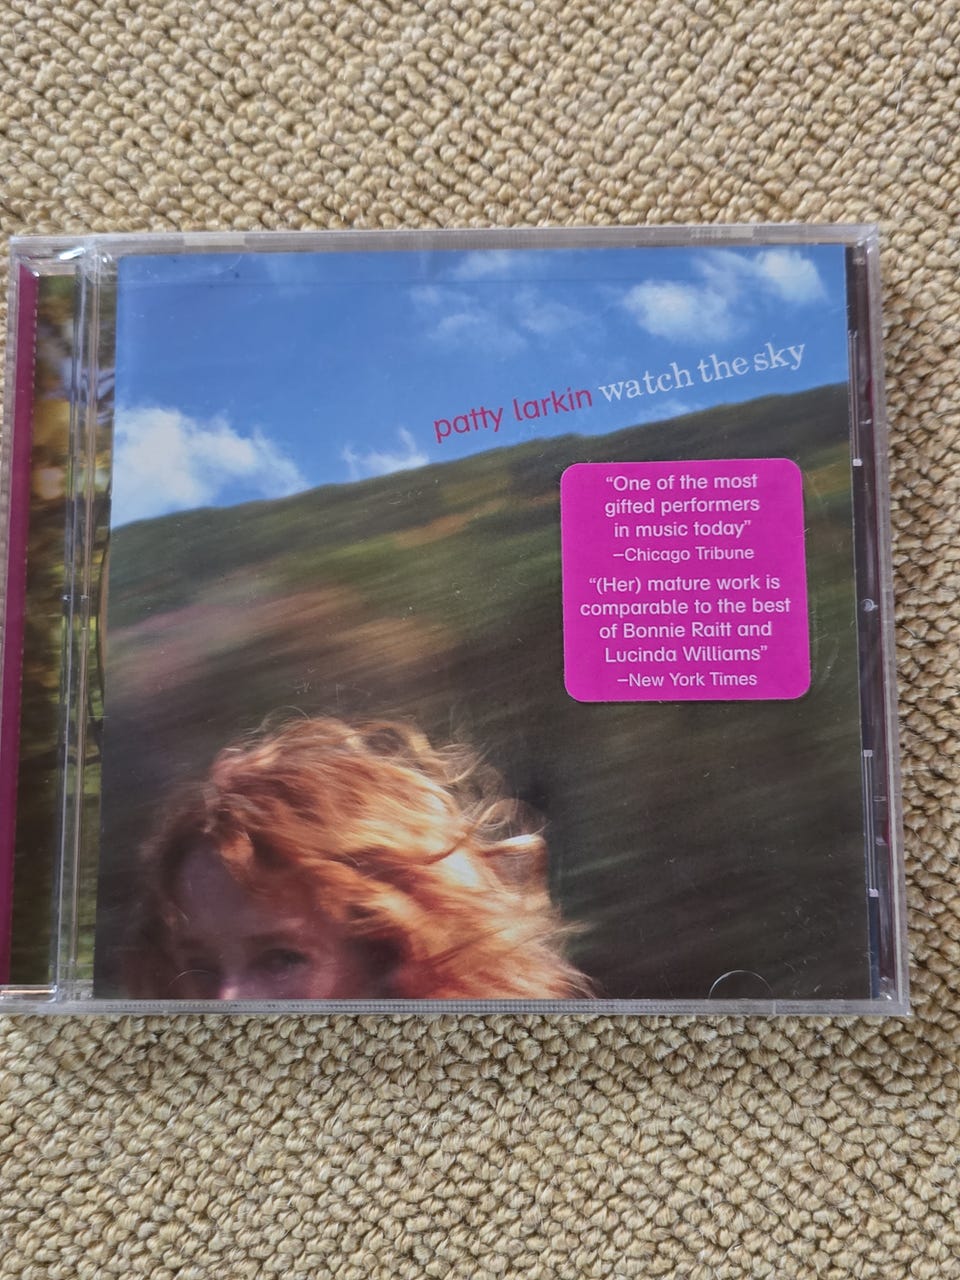 patty larkin watch the sky
“One of the most
gifted performers
in music today”
–Chicago Tribune
“(Her) mature work is
comparable to the best
of Bonnie Raitt and
Lucinda Williams”
–New York Times